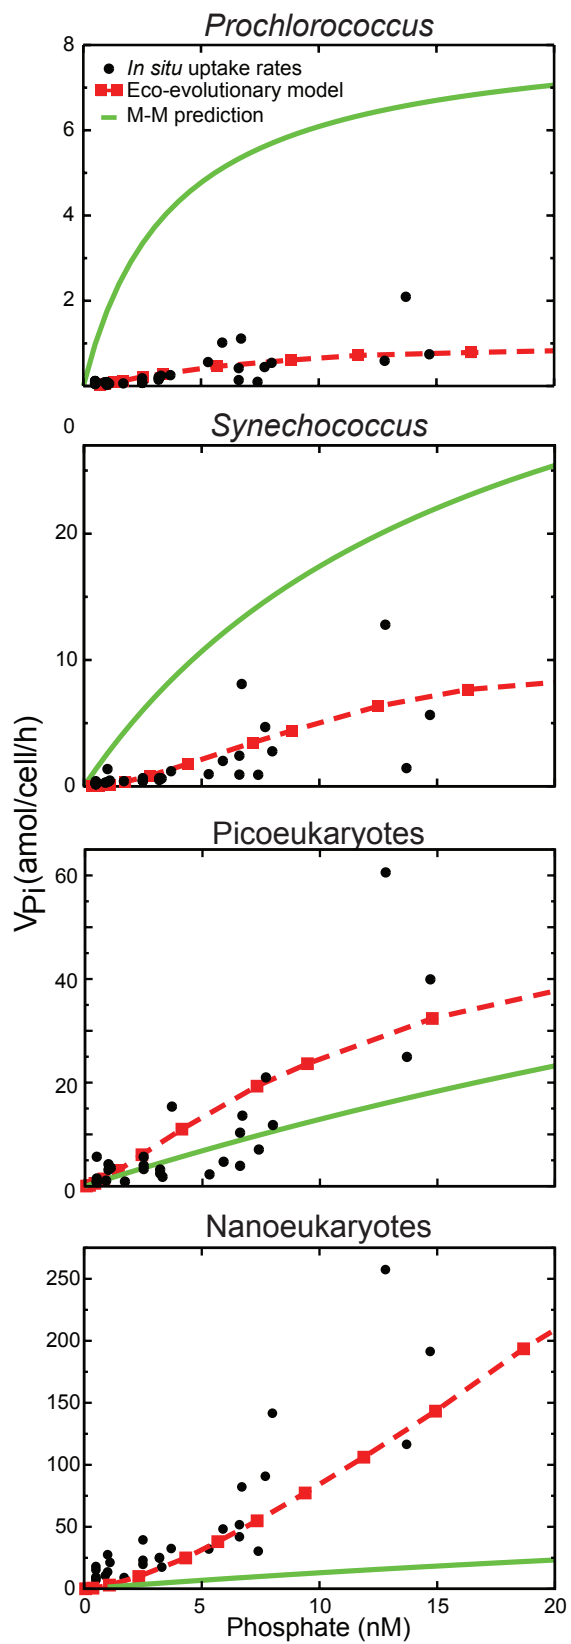 Prochlorococcus
8
In situ uptake rates
Eco-evolutionary model
M-M prediction
6
4
2
0
Synechococcus
20
10
0
Picoeukaryotes
60
40
20
0
Nanoeukaryotes
250
200
150
100
50
0
0 5 10 15 20
Phosphate (nM)
VPi (amol/cell/h)